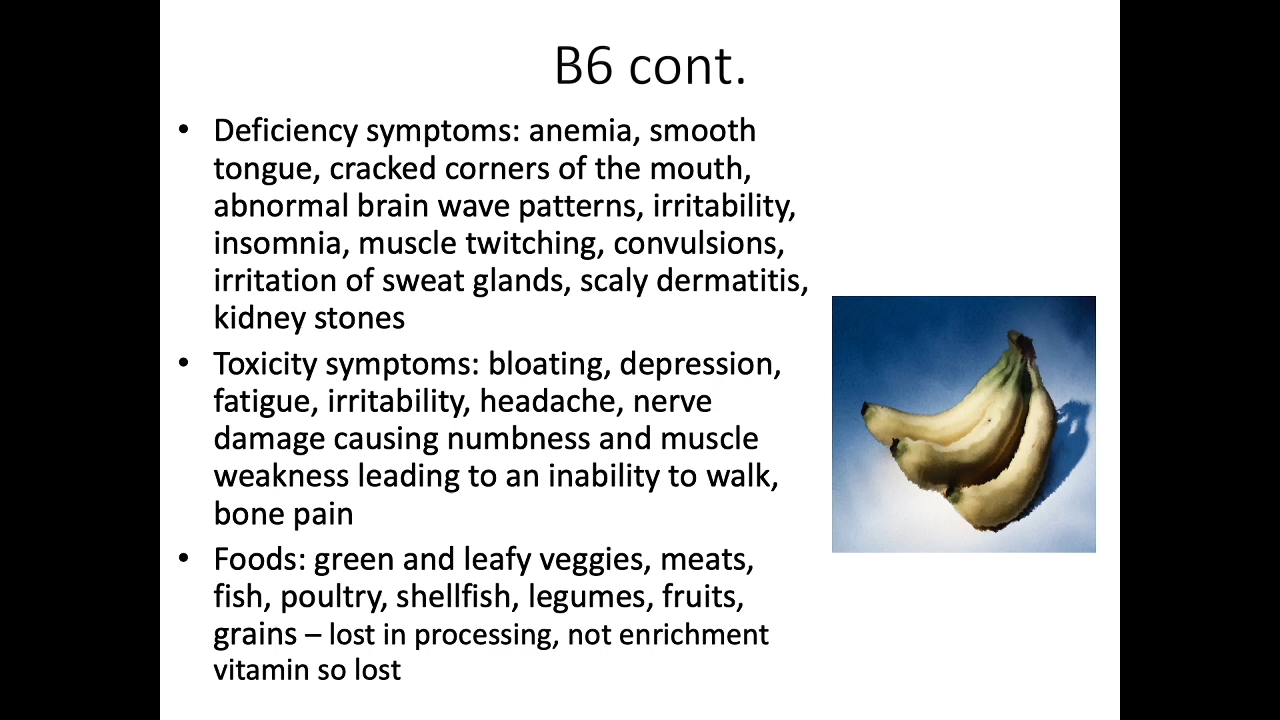 B6 cont.
• Deficiency symptoms: anemia, smooth
tongue, cracked corners of the mouth,
abnormal brain wave patterns, irritability,
insomnia, muscle twitching, convulsions,
irritation of sweat glands, scaly dermatitis,
kidney stones
• Toxicity symptoms: bloating, depression,
fatigue, irritability, headache, nerve
damage causing numbness and muscle
weakness leading to an inability to walk,
bone pain
• Foods: green and leafy veggies, meats,
fish, poultry, shellfish, legumes, fruits,
grains – lost in processing, not enrichment
vitamin so lost